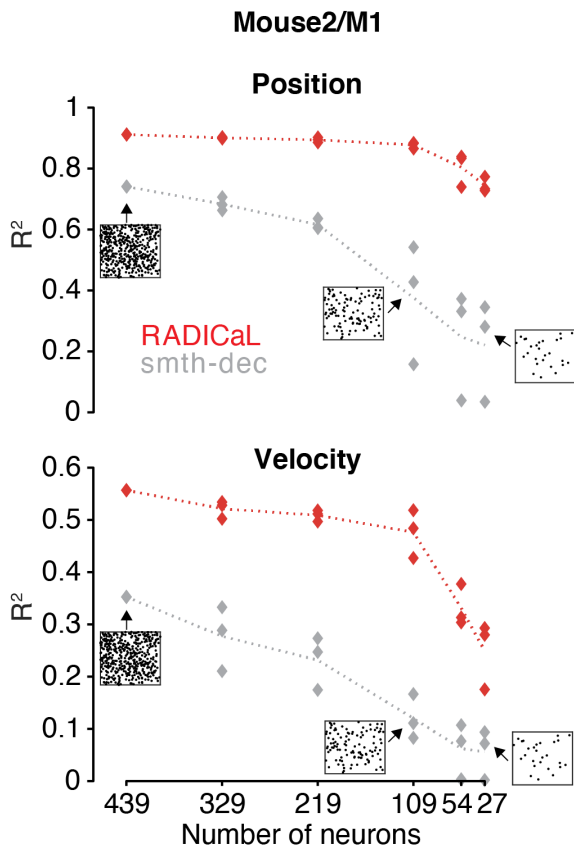 Mouse2/M1
Position
1
0.8
0.6
0.4
0.2
0
R²
RADICaL
smth-dec
Velocity
0.6
0.5
0.4
0.3
0.2
0.1
0
R²
439 329 219 109 54 27
Number of neurons